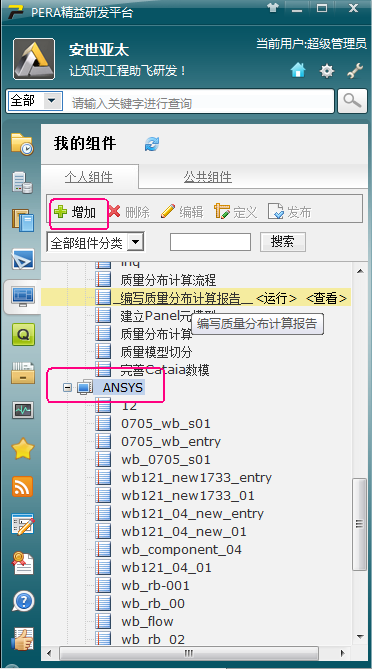 PERA精益研发平台
安世亚太
让知识工程助飞研发！
当前用户:超级管理员
全部 请输入关键字进行查询
我的组件
个人组件 公共组件
增加 删除 编辑 定义 发布
全部组件分类 搜索
质量分布计算流程
编写质量分布计算报告 <运行> <查看>
建立Panel元模型
编写质量分布计算报告
质量分布计算
质量模型切分
完善Cataia数模
ANSYS
12
0705_wb_s01
0705_wb_entry
wb_0705_s01
wb121_new1733_entry
wb121_new1733_01
wb121_04_new_entry
wb121_04_new_01
wb_component_04
wb121_04_01
wb_rb-001
wb_rb_00
wb_flow
wb_rb_02